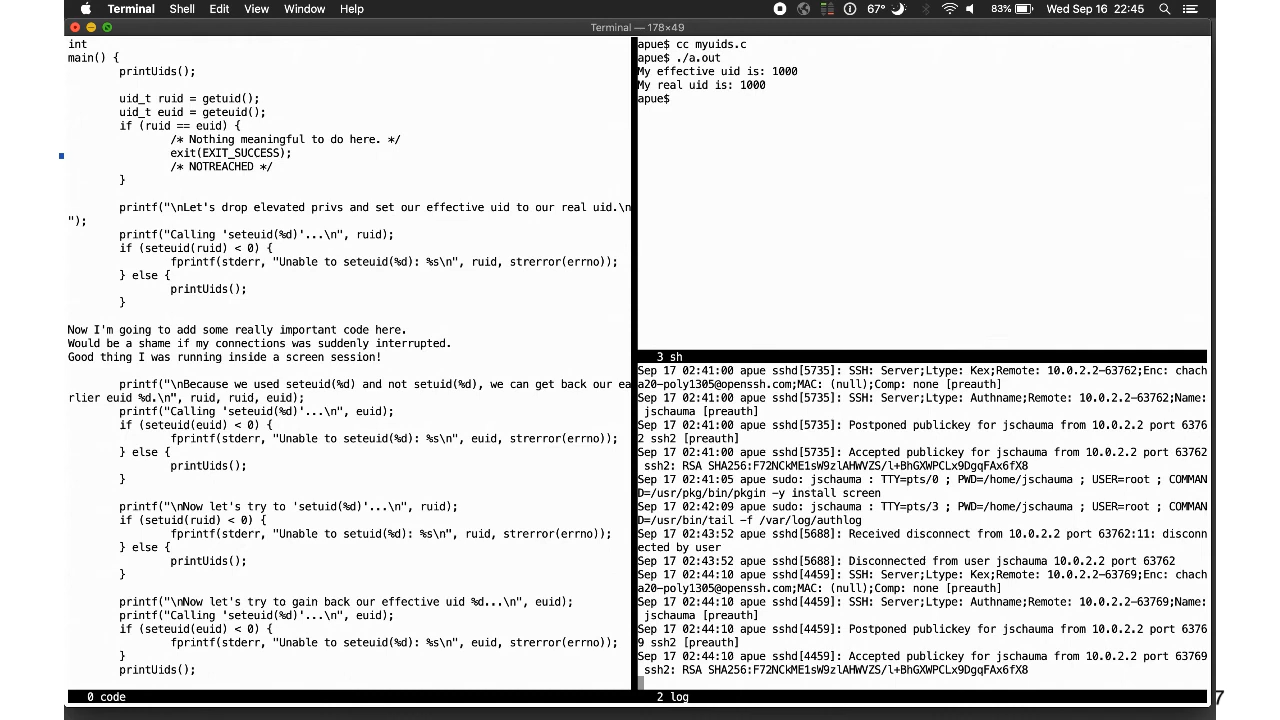 Terminal Shell Edit View Window Help
67° 83% Wed Sep 16 22:45
Terminal — 178×49
int
main() {
printUids();
uid_t ruid = getuid();
uid_t euid = geteuid();
if (ruid == euid) {
/* Nothing meaningful to do here. */
exit(EXIT_SUCCESS);
/* NOTREACHED */
}
printf("\nLet's drop elevated privs and set our effective uid to our real uid.\n
");
printf("Calling 'seteuid(%d)'...\n", ruid);
if (seteuid(ruid) < 0) {
fprintf(stderr, "Unable to seteuid(%d): %s\n", ruid, strerror(errno));
} else {
printUids();
}
Now I'm going to add some really important code here.
Would be a shame if my connections was suddenly interrupted.
Good thing I was running inside a screen session!
printf("\nBecause we used seteuid(%d) and not setuid(%d), we can get back our ea
rlier euid %d.\n", ruid, ruid, euid);
printf("Calling 'seteuid(%d)'...\n", euid);
if (seteuid(euid) < 0) {
fprintf(stderr, "Unable to seteuid(%d): %s\n", euid, strerror(errno));
} else {
printUids();
}
printf("\nNow let's try to 'setuid(%d)'...\n", ruid);
if (setuid(ruid) < 0) {
fprintf(stderr, "Unable to setuid(%d): %s\n", ruid, strerror(errno));
} else {
printUids();
}
printf("\nNow let's try to gain back our effective uid %d...\n", euid);
printf("Calling 'seteuid(%d)'...\n", euid);
if (seteuid(euid) < 0) {
fprintf(stderr, "Unable to seteuid(%d): %s\n", euid, strerror(errno));
}
printUids();
0 code
apue$ cc myuids.c
apue$ ./a.out
My effective uid is: 1000
My real uid is: 1000
apue$
3 sh
Sep 17 02:41:00 apue sshd[5735]: SSH: Server;Ltype: Kex;Remote: 10.0.2.2-63762;Enc: chach
a20-poly1305@openssh.com;MAC: (null);Comp: none [preauth]
Sep 17 02:41:00 apue sshd[5735]: SSH: Server;Ltype: Authname;Remote: 10.0.2.2-63762;Name:
jschauma [preauth]
Sep 17 02:41:00 apue sshd[5735]: Postponed publickey for jschauma from 10.0.2.2 port 6376
2 ssh2 [preauth]
Sep 17 02:41:00 apue sshd[5735]: Accepted publickey for jschauma from 10.0.2.2 port 63762
ssh2: RSA SHA256:F72NCkME1sW9zlAHWVZS/l+BhGXWPCLx9DgqFAx6fX8
Sep 17 02:41:05 apue sudo: jschauma : TTY=pts/0 ; PWD=/home/jschauma ; USER=root ; COMMAN
D=/usr/pkg/bin/pkgin -y install screen
Sep 17 02:42:09 apue sudo: jschauma : TTY=pts/3 ; PWD=/home/jschauma ; USER=root ; COMMAN
D=/usr/bin/tail -f /var/log/authlog
Sep 17 02:43:52 apue sshd[5688]: Received disconnect from 10.0.2.2 port 63762:11: disconn
ected by user
Sep 17 02:43:52 apue sshd[5688]: Disconnected from user jschauma 10.0.2.2 port 63762
Sep 17 02:44:10 apue sshd[4459]: SSH: Server;Ltype: Kex;Remote: 10.0.2.2-63769;Enc: chach
a20-poly1305@openssh.com;MAC: (null);Comp: none [preauth]
Sep 17 02:44:10 apue sshd[4459]: SSH: Server;Ltype: Authname;Remote: 10.0.2.2-63769;Name:
jschauma [preauth]
Sep 17 02:44:10 apue sshd[4459]: Postponed publickey for jschauma from 10.0.2.2 port 6376
9 ssh2 [preauth]
Sep 17 02:44:10 apue sshd[4459]: Accepted publickey for jschauma from 10.0.2.2 port 63769
ssh2: RSA SHA256:F72NCkME1sW9zlAHWVZS/l+BhGXWPCLx9DgqFAx6fX8
2 log
7